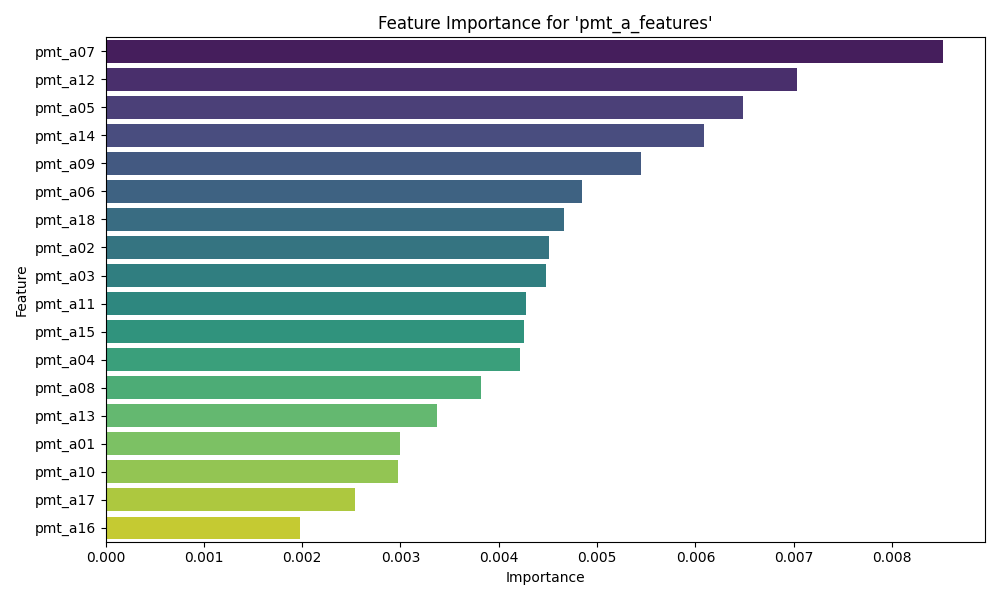 Feature Importance for 'pmt_a_features'
Feature
pmt_a07
pmt_a12
pmt_a05
pmt_a14
pmt_a09
pmt_a06
pmt_a18
pmt_a02
pmt_a03
pmt_a11
pmt_a15
pmt_a04
pmt_a08
pmt_a13
pmt_a01
pmt_a10
pmt_a17
pmt_a16
0.000 0.001 0.002 0.003 0.004 0.005 0.006 0.007 0.008
Importance